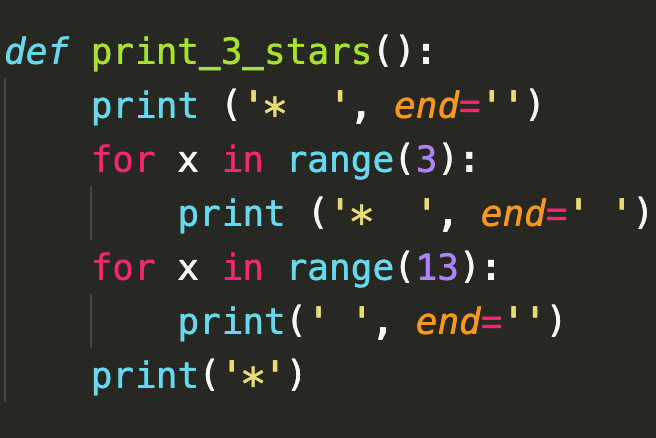 def print_3_stars():
    print ('*  ', end='')
    for x in range(3):
        print ('*  ', end=' ')
    for x in range(13):
        print(' ', end='')
    print('*')